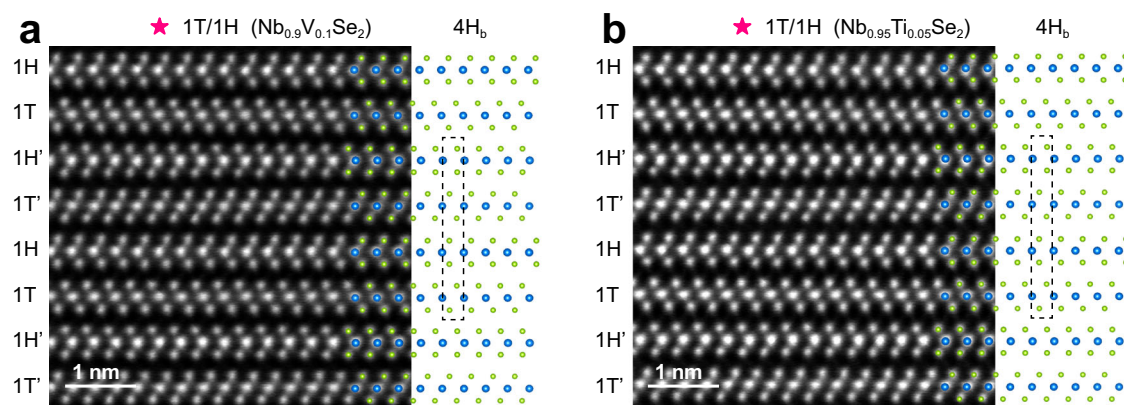 a
★ 1T/1H (Nb0.9V0.1Se2)
4Hb
1H
1T
1H’
1T’
1H
1T
1H’
1T’
1 nm
b
★ 1T/1H (Nb0.95Ti0.05Se2)
4Hb
1H
1T
1H’
1T’
1H
1T
1H’
1T’
1 nm